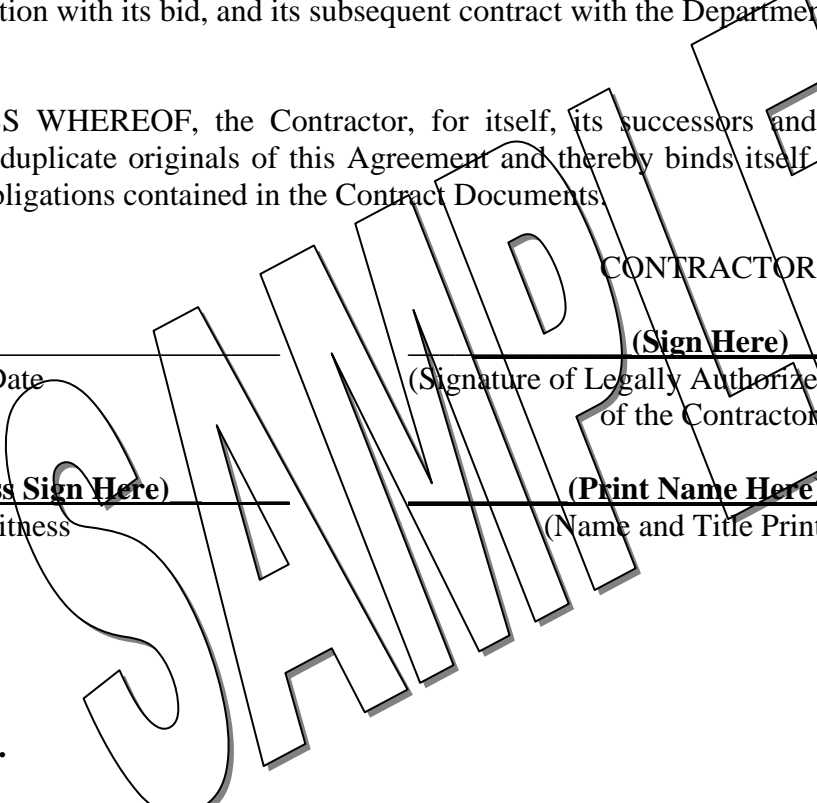 tion with its bid, and its subsequent contract with the Departmen
S WHEREOF, the Contractor, for itself, its successors and
duplicate originals of this Agreement and thereby binds itself
bligations contained in the Contract Documents.
CONTRACTOR
(Sign Here)
Date (Signature of Legally Authorize
of the Contractor
ss Sign Here) (Print Name Here
itness (Name and Title Print
SAMPLE